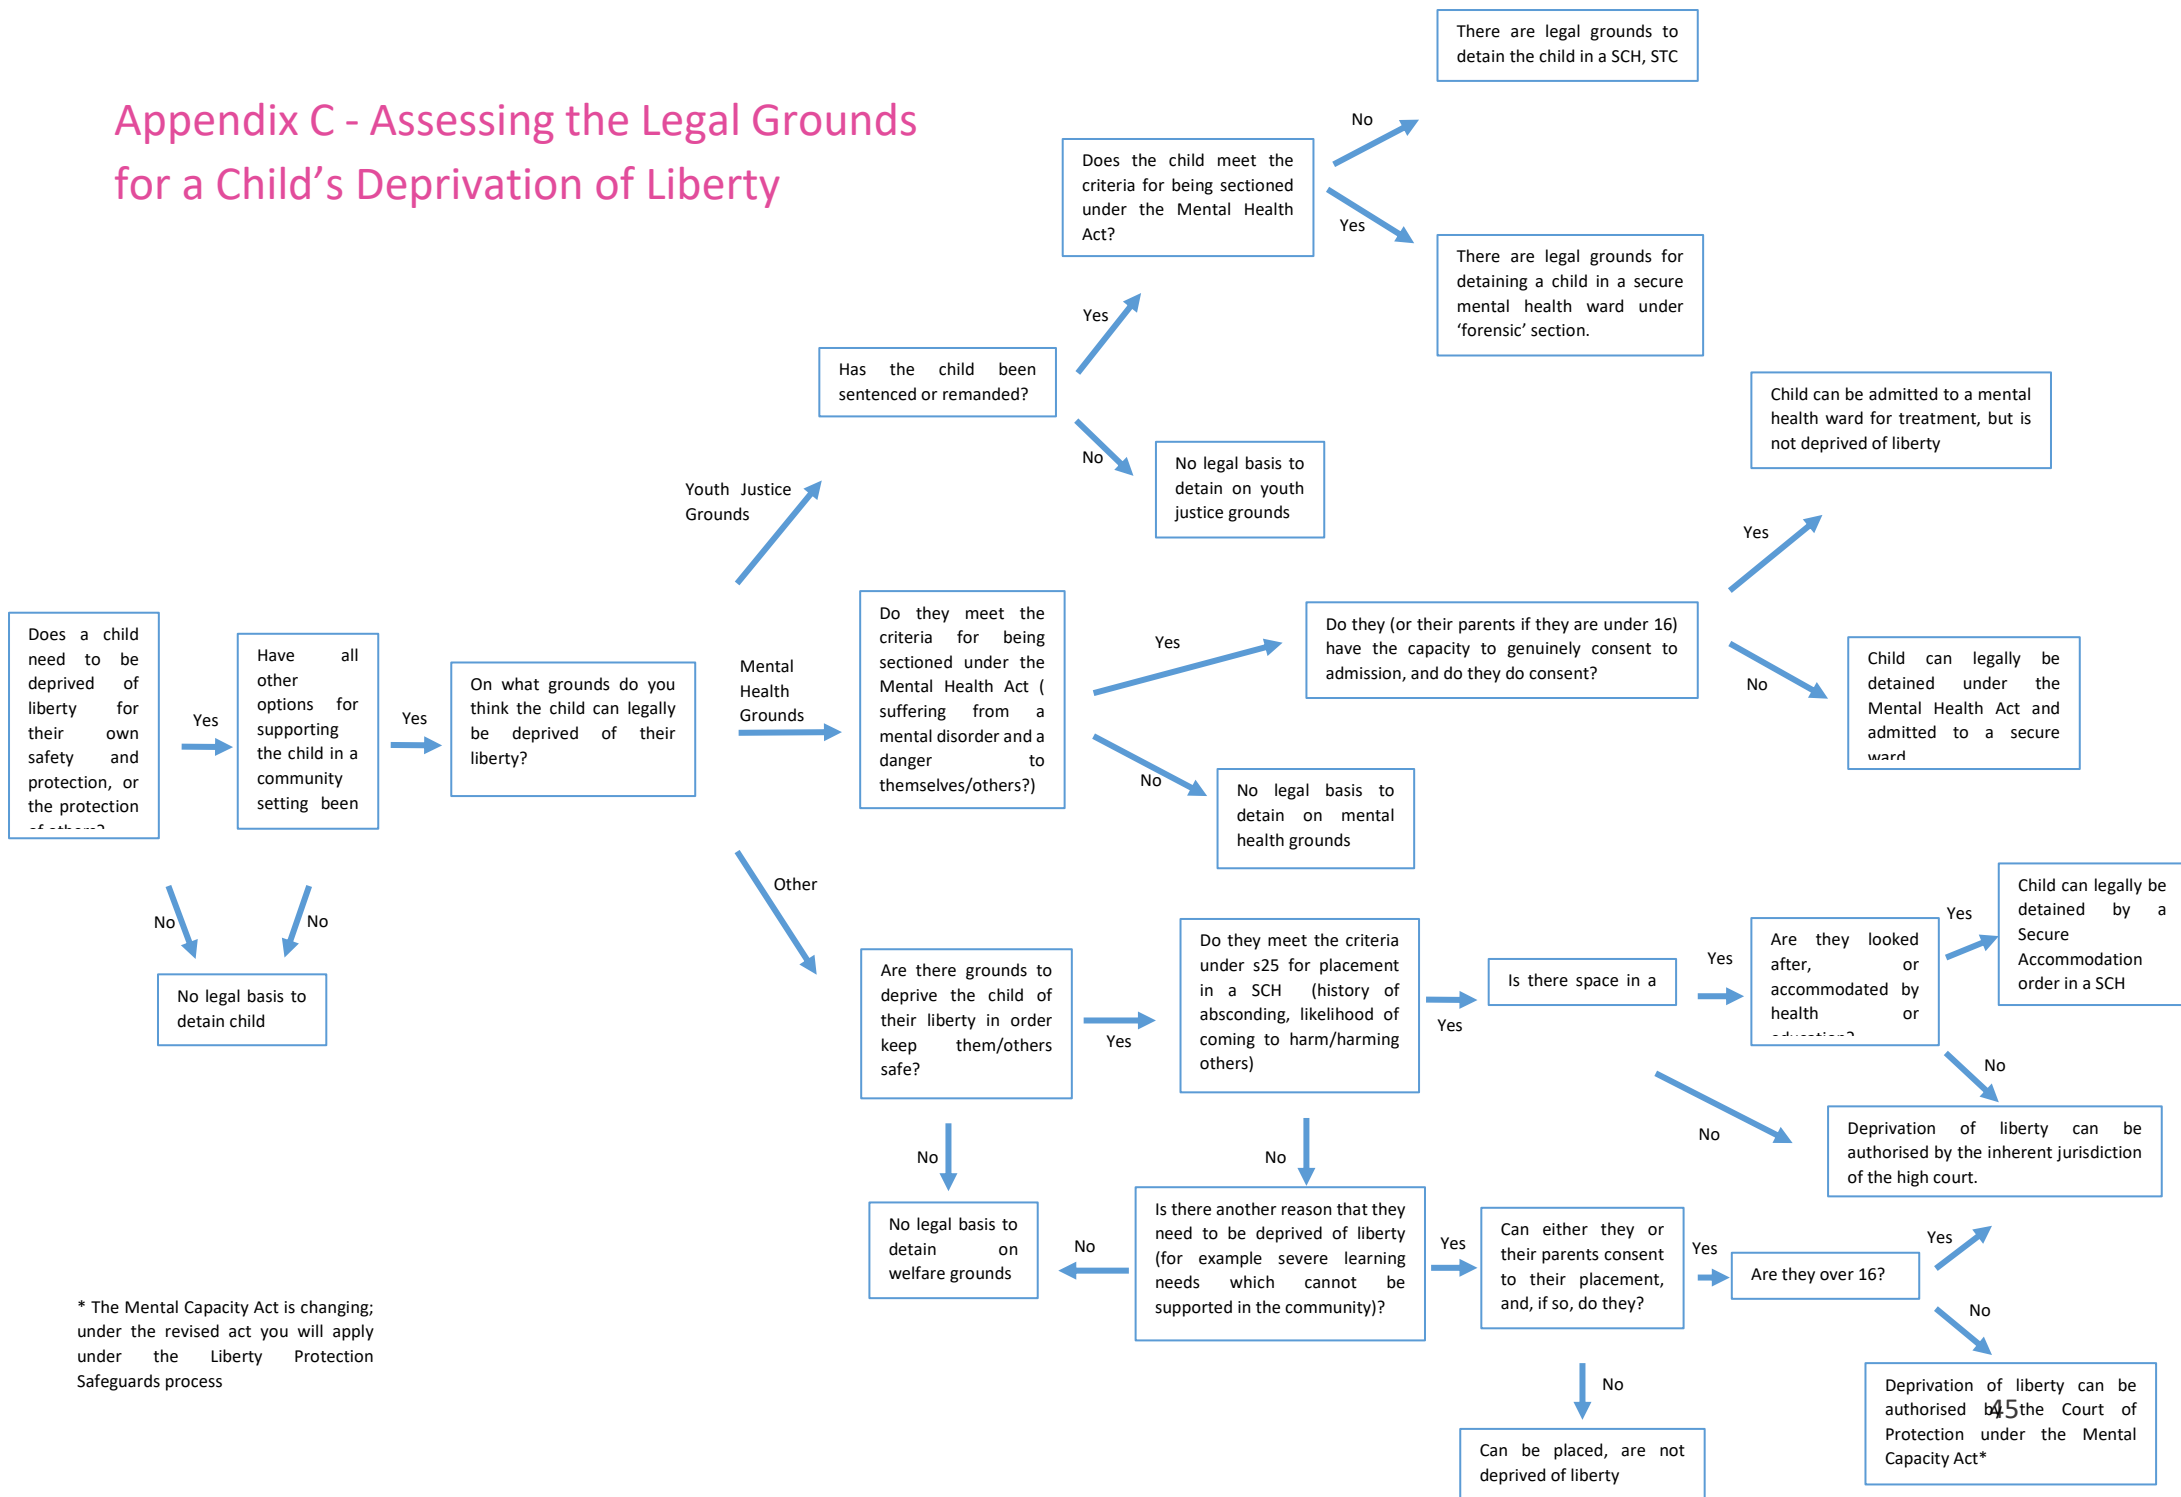 Appendix C - Assessing the Legal Grounds
for a Child's Deprivation of Liberty
There are legal grounds to
detain the child in a SCH, STC
No
Does the child meet the
criteria for being sectioned
under the Mental Health
Act?
Yes
There are legal grounds for
detaining a child in a secure
mental health ward under
‘forensic’ section.
Yes
Has the child been
sentenced or remanded?
No
No legal basis to
detain on youth
justice grounds
Youth Justice
Grounds
Child can be admitted to a mental
health ward for treatment, but is
not deprived of liberty
Yes
Does a child
need to be
deprived of
liberty for
their own
safety and
protection, or
the protection
of others?
Yes
Have all
other
options for
supporting
the child in a
community
setting been
Yes
On what grounds do you
think the child can legally
be deprived of their
liberty?
Mental
Health
Grounds
Do they meet the
criteria for being
sectioned under the
Mental Health Act (
suffering from a
mental disorder and a
danger to
themselves/others?)
Yes
Do they (or their parents if they are under 16)
have the capacity to genuinely consent to
admission, and do they do consent?
No
Child can legally be
detained under the
Mental Health Act and
admitted to a secure
ward
No
No legal basis to
detain on mental
health grounds
No
No
No legal basis to
detain child
Other
Are there grounds to
deprive the child of
their liberty in order
keep them/others
safe?
Yes
Do they meet the criteria
under s25 for placement
in a SCH (history of
absconding, likelihood of
coming to harm/harming
others)
Yes
Is there space in a
Yes
Are they looked
after, or
accommodated by
health or
education?
Yes
Child can legally be
detained by a
Secure
Accommodation
order in a SCH
No
No
Deprivation of liberty can be
authorised by the inherent jurisdiction
of the high court.
No
No
No legal basis to
detain on
welfare grounds
No
Is there another reason that they
need to be deprived of liberty
(for example severe learning
needs which cannot be
supported in the community)?
Yes
Can either they or
their parents consent
to their placement,
and, if so, do they?
Yes
Are they over 16?
Yes
No
Deprivation of liberty can be
authorised by the Court of
Protection under the Mental
Capacity Act*
No
Can be placed, are not
deprived of liberty
* The Mental Capacity Act is changing;
under the revised act you will apply
under the Liberty Protection
Safeguards process
45